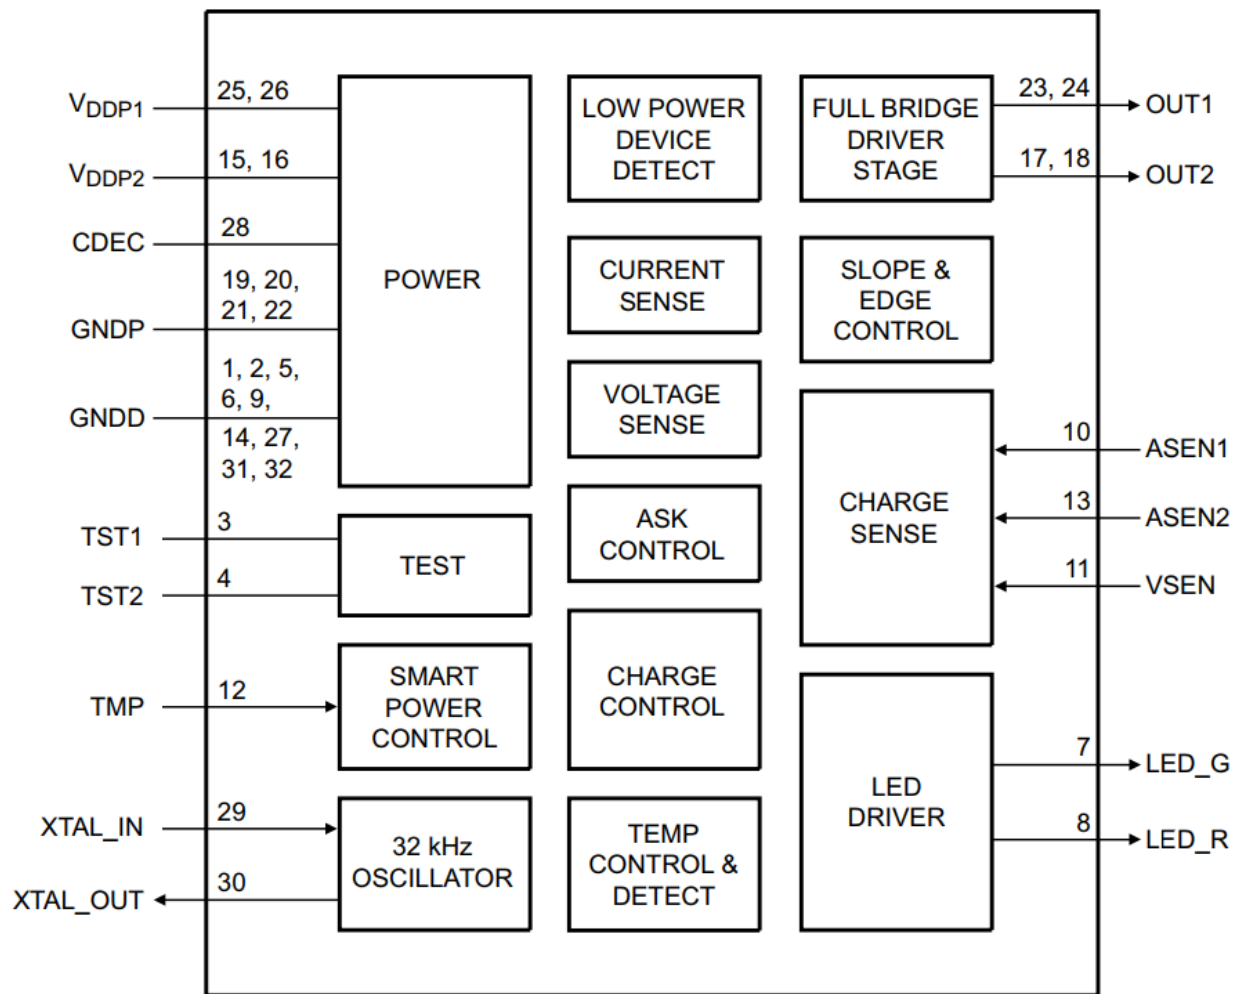 V_DDP1
25, 26
V_DDP2
15, 16
CDEC
28
GNDP
19, 20,
21, 22
GNDD
1, 2, 5,
6, 9,
14, 27,
31, 32
POWER
TST1
3
TST2
4
TEST
TMP
12
SMART
POWER
CONTROL
XTAL_IN
29
XTAL_OUT
30
32 kHz
OSCILLATOR
LOW POWER
DEVICE
DETECT
CURRENT
SENSE
VOLTAGE
SENSE
ASK
CONTROL
CHARGE
CONTROL
TEMP
CONTROL &
DETECT
FULL BRIDGE
DRIVER
STAGE
23, 24
OUT1
17, 18
OUT2
SLOPE &
EDGE
CONTROL
CHARGE
SENSE
10
ASEN1
13
ASEN2
11
VSEN
LED
DRIVER
7
LED_G
8
LED_R